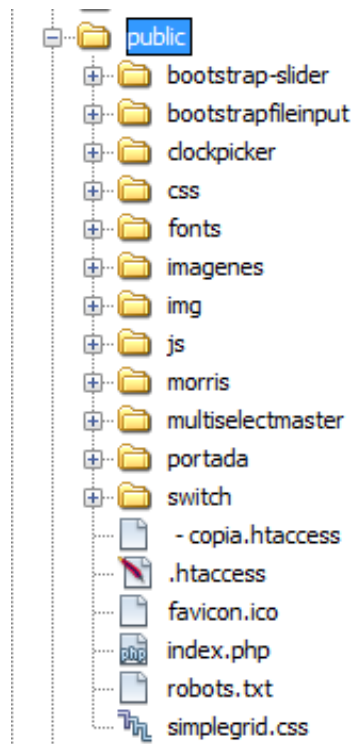 public
bootstrap-slider
bootstrapfileinput
clockpicker
css
fonts
imagenes
img
js
morris
multiselectmaster
portada
switch
- copia.htaccess
.htaccess
favicon.ico
php index.php
robots.txt
simplegrid.css